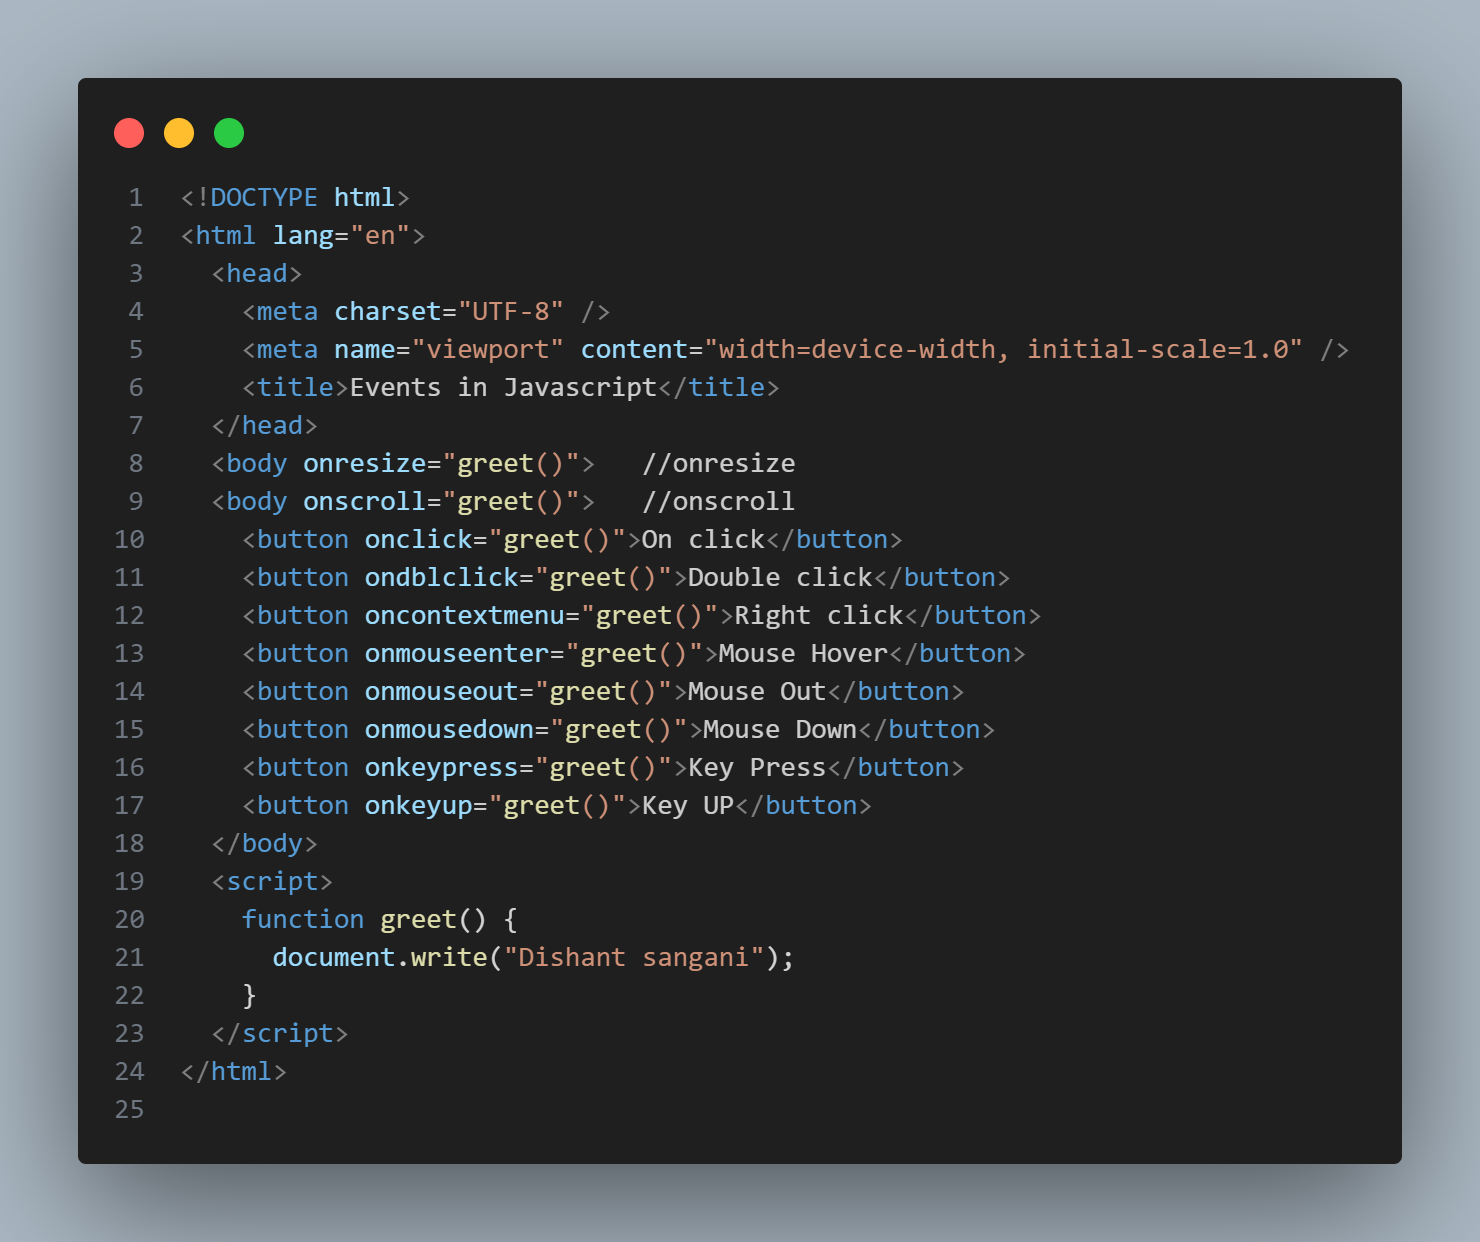 1 <!DOCTYPE html>
2 <html lang="en">
3   <head>
4     <meta charset="UTF-8" />
5     <meta name="viewport" content="width=device-width, initial-scale=1.0" />
6     <title>Events in Javascript</title>
7   </head>
8   <body onresize="greet()">   //onresize
9   <body onscroll="greet()">   //onscroll
10     <button onclick="greet()">On click</button>
11     <button ondblclick="greet()">Double click</button>
12     <button oncontextmenu="greet()">Right click</button>
13     <button onmouseenter="greet()">Mouse Hover</button>
14     <button onmouseout="greet()">Mouse Out</button>
15     <button onmousedown="greet()">Mouse Down</button>
16     <button onkeypress="greet()">Key Press</button>
17     <button onkeyup="greet()">Key UP</button>
18   </body>
19   <script>
20     function greet() {
21       document.write("Dishant sangani");
22     }
23   </script>
24 </html>
25